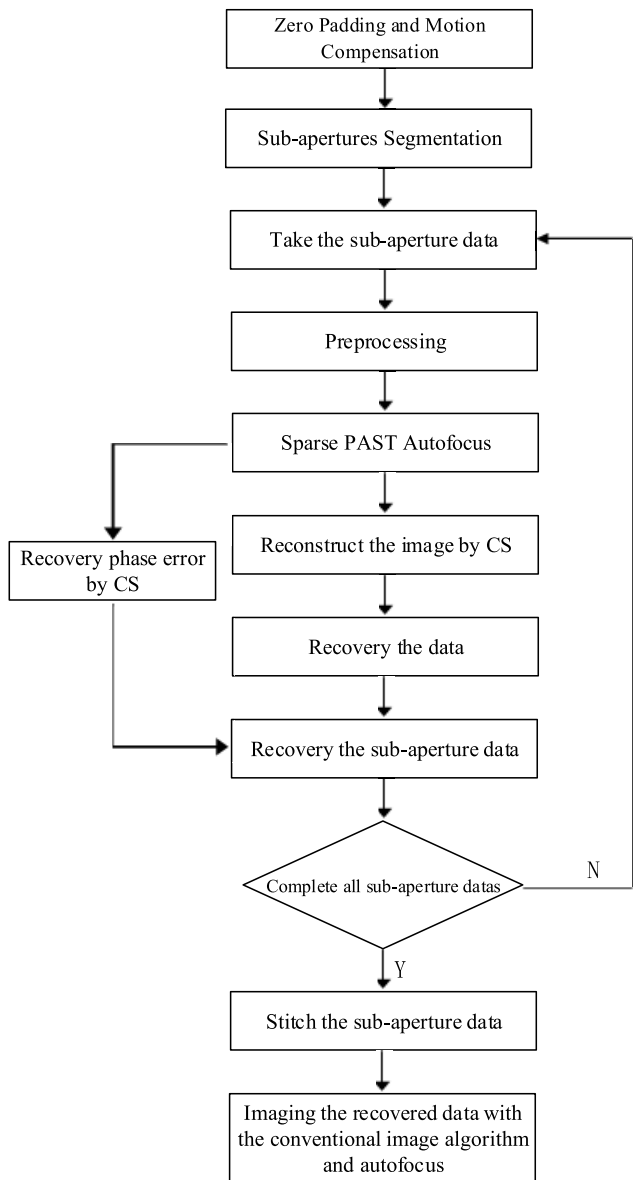 Zero Padding and Motion
Compensation
Sub-apertures Segmentation
Take the sub-aperture data
Preprocessing
Sparse PAST Autofocus
Recovery phase error
by CS
Reconstruct the image by CS
Recovery the data
Recovery the sub-aperture data
Complete all sub-aperture datas
N
Y
Stitch the sub-aperture data
Imaging the recovered data with
the conventional image algorithm
and autofocus